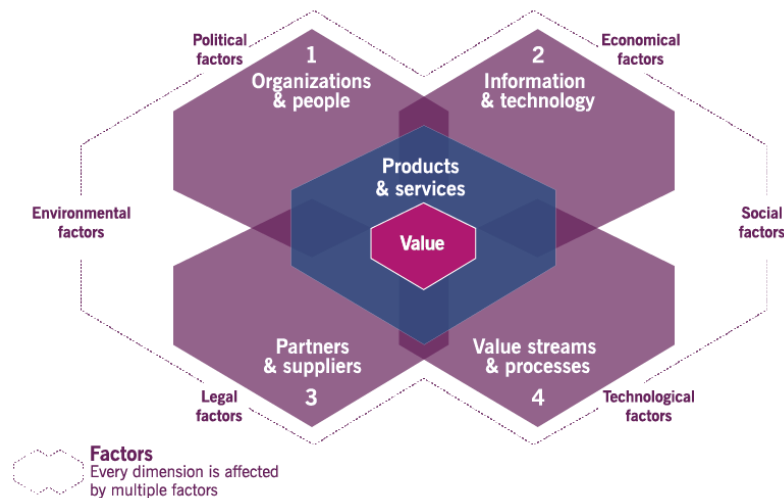 Political
factors
Economical
factors
1
Organizations
& people
2
Information
& technology
Products
& services
Environmental
factors
Value
Social
factors
Partners
& suppliers
3
Value streams
& processes
4
Legal
factors
Technological
factors
Factors
Every dimension is affected
by multiple factors